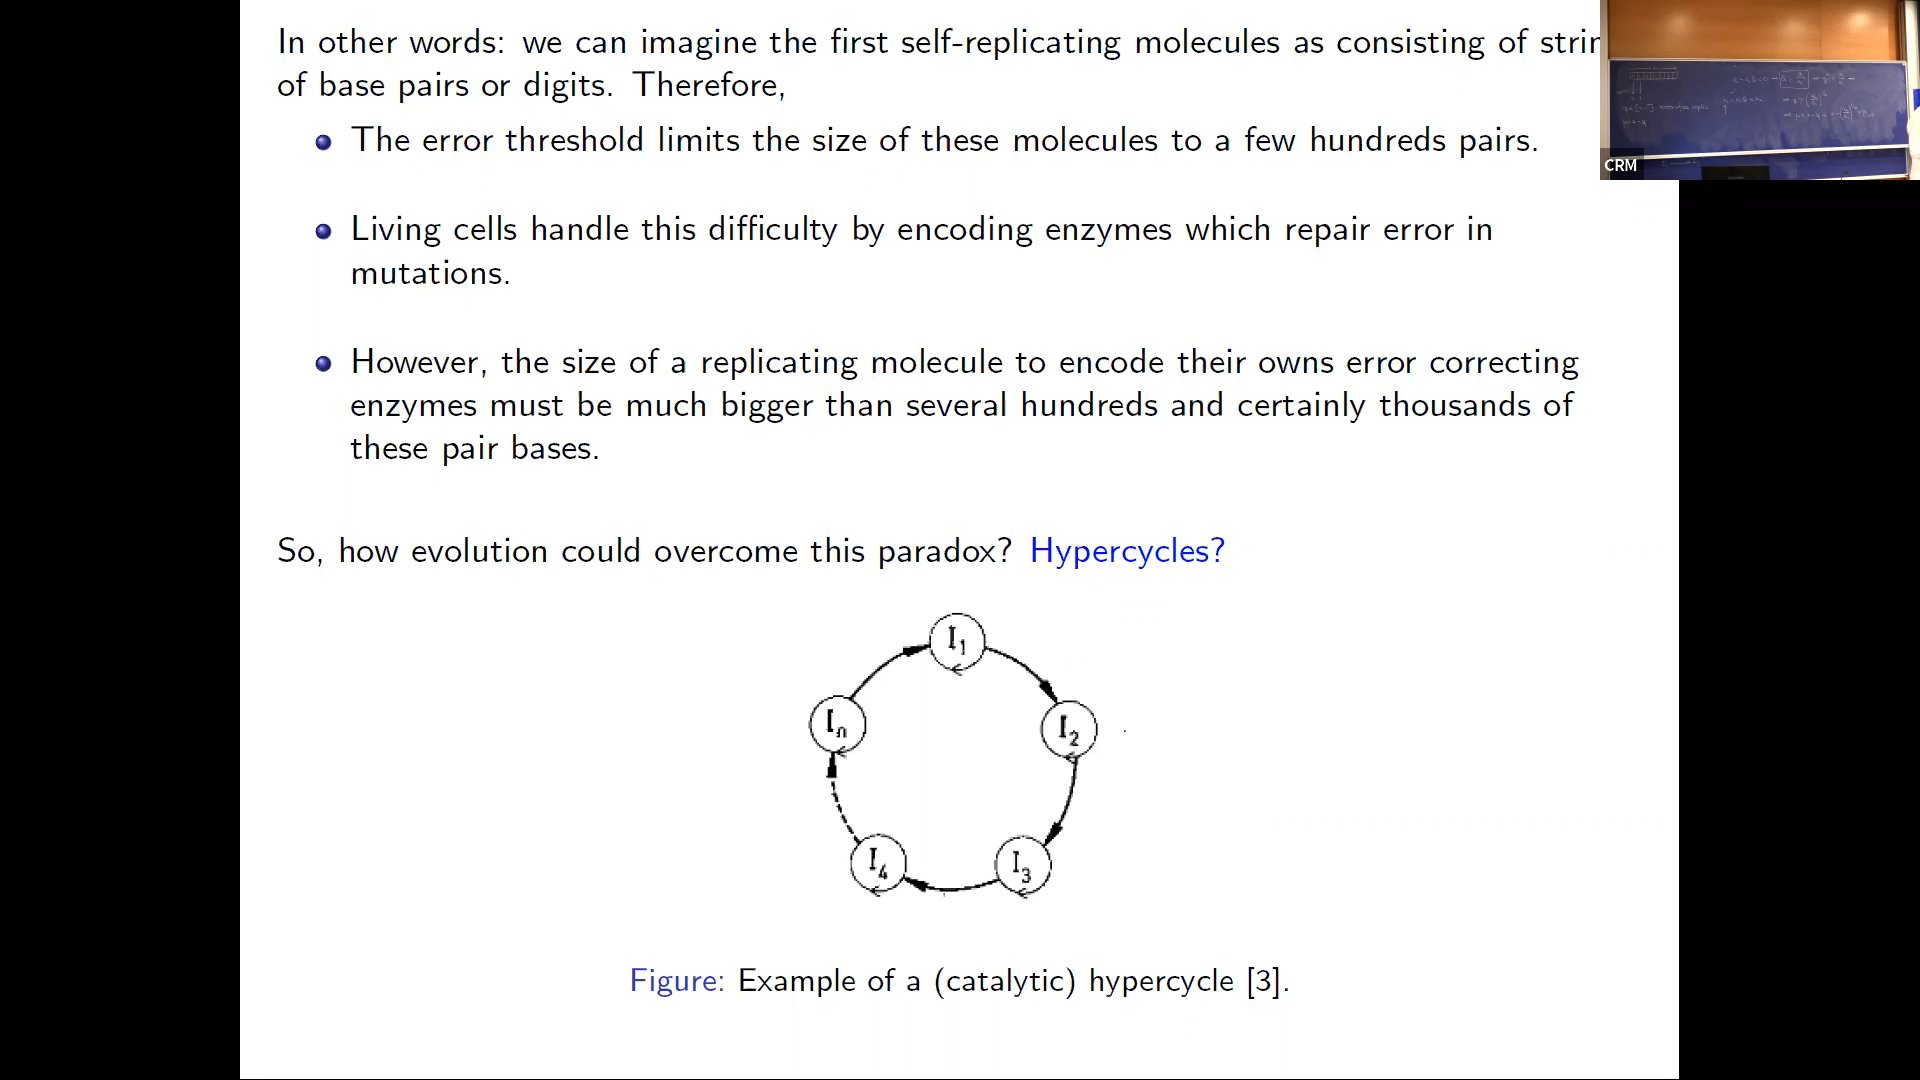 In other words: we can imagine the first self-replicating molecules as consisting of
of base pairs or digits. Therefore,
The error threshold limits the size of these molecules to a few hundreds pairs.
CRM
Living cells handle this difficulty by encoding enzymes which repair error in
mutations.
However, the size of a replicating molecule to encode their owns error correcting
enzymes must be much bigger than several hundreds and certainly thousands of
these pair bases.
So, how evolution could overcome this paradox? Hypercycles?
I₁
Iₙ
I₂
I₄
I₃
Figure: Example of a (catalytic) hypercycle [3].